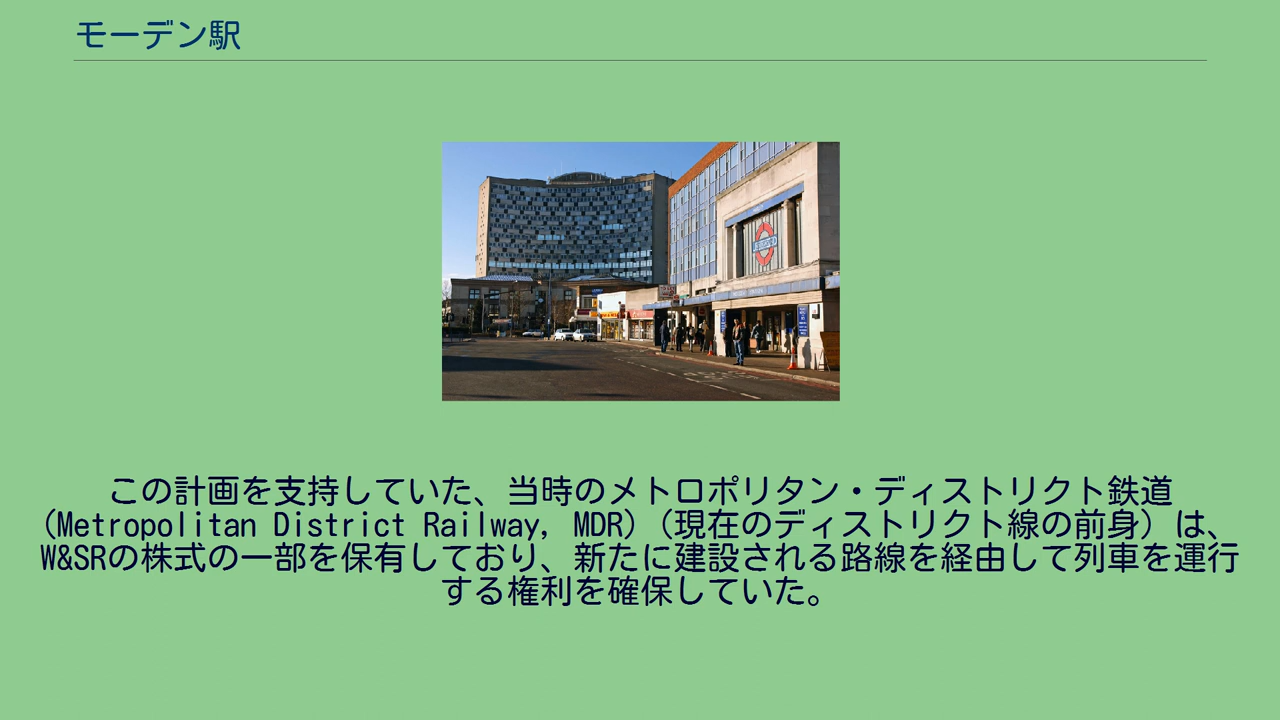 モーデン駅
この計画を支持していた、当時のメトロポリタン・ディストリクト鉄道
(Metropolitan District Railway, MDR)（現在のディストリクト線の前身）は、
W&SRの株式の一部を保有しており、新たに建設される路線を経由して列車を運行
する権利を確保していた。